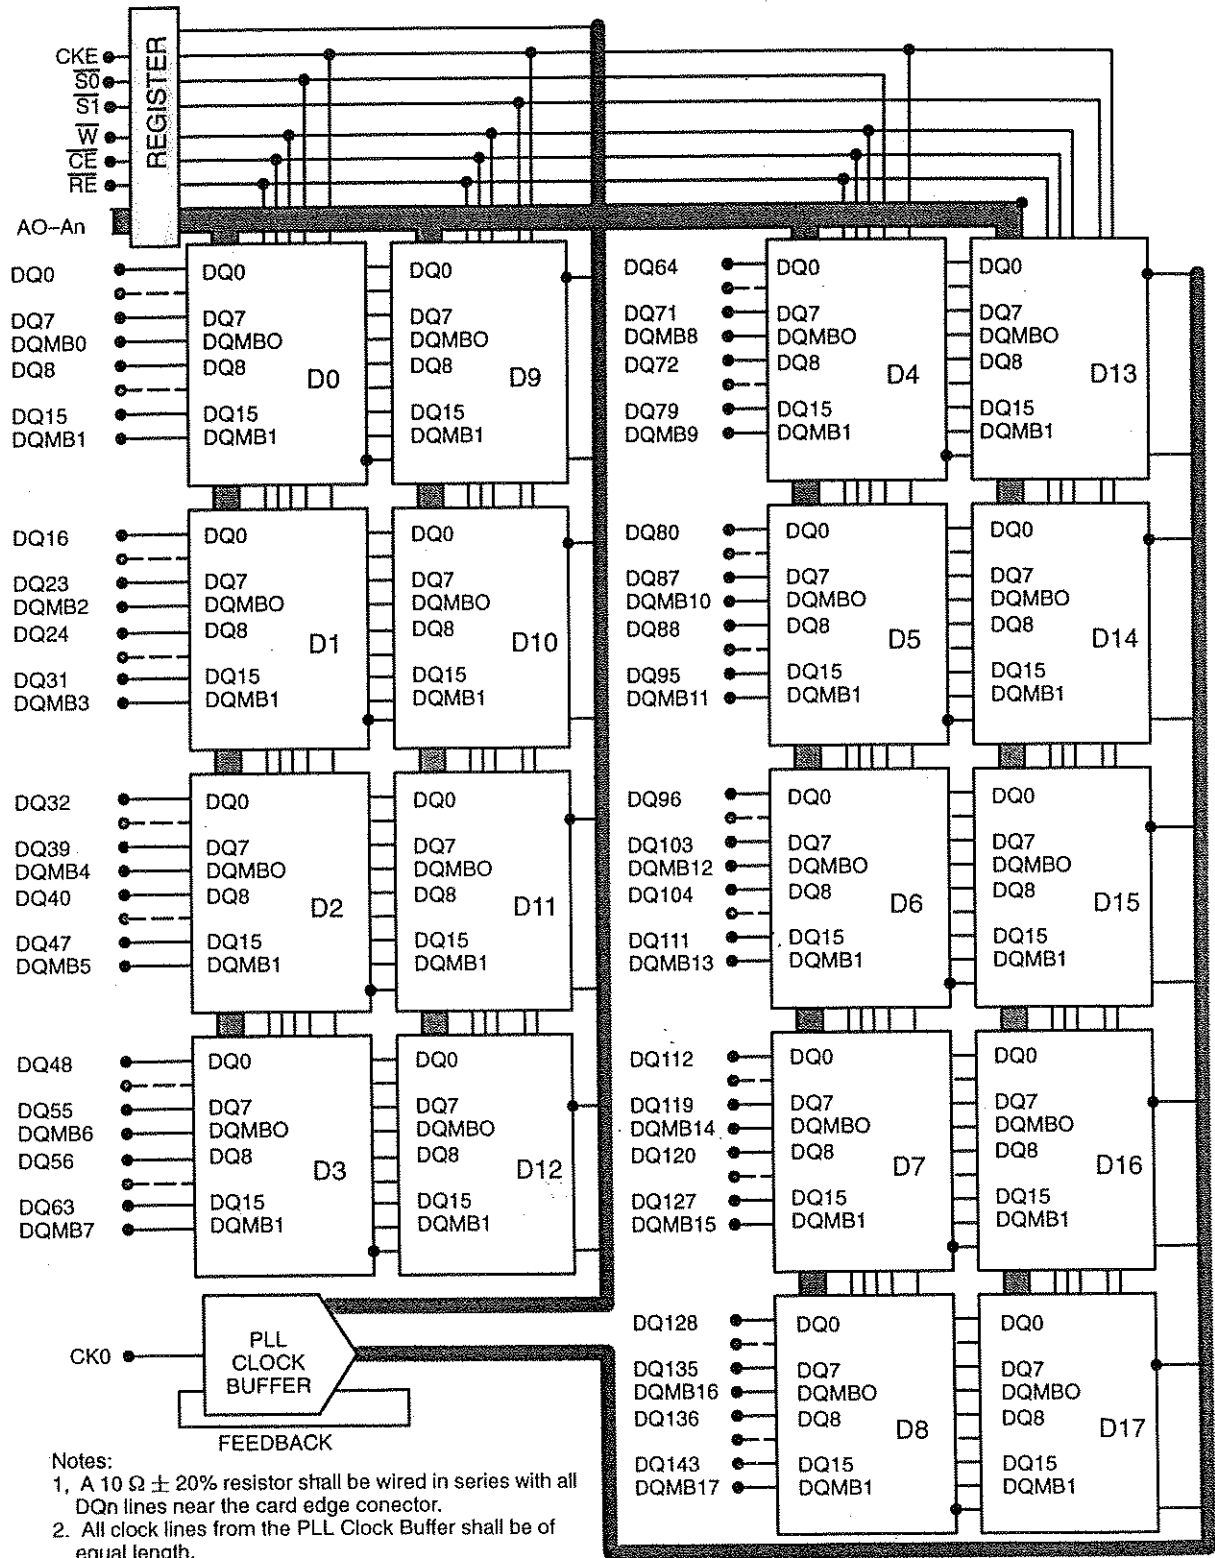 REGISTER
CKE
S0
S1
W
CE
RE
AO–An
DQ0
DQ7
DQMB0
DQ8
DQ15
DQMB1
DQ0
DQ7
DQMBO
DQ8
DQ15
DQMB1
D0
DQ0
DQ7
DQMBO
DQ8
DQ15
DQMB1
D9
DQ16
DQ23
DQMB2
DQ24
DQ31
DQMB3
DQ0
DQ7
DQMBO
DQ8
DQ15
DQMB1
D1
DQ0
DQ7
DQMBO
DQ8
DQ15
DQMB1
D10
DQ32
DQ39
DQMB4
DQ40
DQ47
DQMB5
DQ0
DQ7
DQMBO
DQ8
DQ15
DQMB1
D2
DQ0
DQ7
DQMBO
DQ8
DQ15
DQMB1
D11
DQ48
DQ55
DQMB6
DQ56
DQ63
DQMB7
DQ0
DQ7
DQMBO
DQ8
DQ15
DQMB1
D3
DQ0
DQ7
DQMBO
DQ8
DQ15
DQMB1
D12
DQ64
DQ71
DQMB8
DQ72
DQ79
DQMB9
DQ0
DQ7
DQMBO
DQ8
DQ15
DQMB1
D4
DQ0
DQ7
DQMBO
DQ8
DQ15
DQMB1
D13
DQ80
DQ87
DQMB10
DQ88
DQ95
DQMB11
DQ0
DQ7
DQMBO
DQ8
DQ15
DQMB1
D5
DQ0
DQ7
DQMBO
DQ8
DQ15
DQMB1
D14
DQ96
DQ103
DQMB12
DQ104
DQ111
DQMB13
DQ0
DQ7
DQMBO
DQ8
DQ15
DQMB1
D6
DQ0
DQ7
DQMBO
DQ8
DQ15
DQMB1
D15
DQ112
DQ119
DQMB14
DQ120
DQ127
DQMB15
DQ0
DQ7
DQMBO
DQ8
DQ15
DQMB1
D7
DQ0
DQ7
DQMBO
DQ8
DQ15
DQMB1
D16
DQ128
DQ135
DQMB16
DQ136
DQ143
DQMB17
DQ0
DQ7
DQMBO
DQ8
DQ15
DQMB1
D8
DQ0
DQ7
DQMBO
DQ8
DQ15
DQMB1
D17
CK0
PLL
CLOCK
BUFFER
FEEDBACK
Notes:
1, A 10 Ω ± 20% resistor shall be wired in series with all
DQn lines near the card edge conector.
2. All clock lines from the PLL Clock Buffer shall be of
equal length.